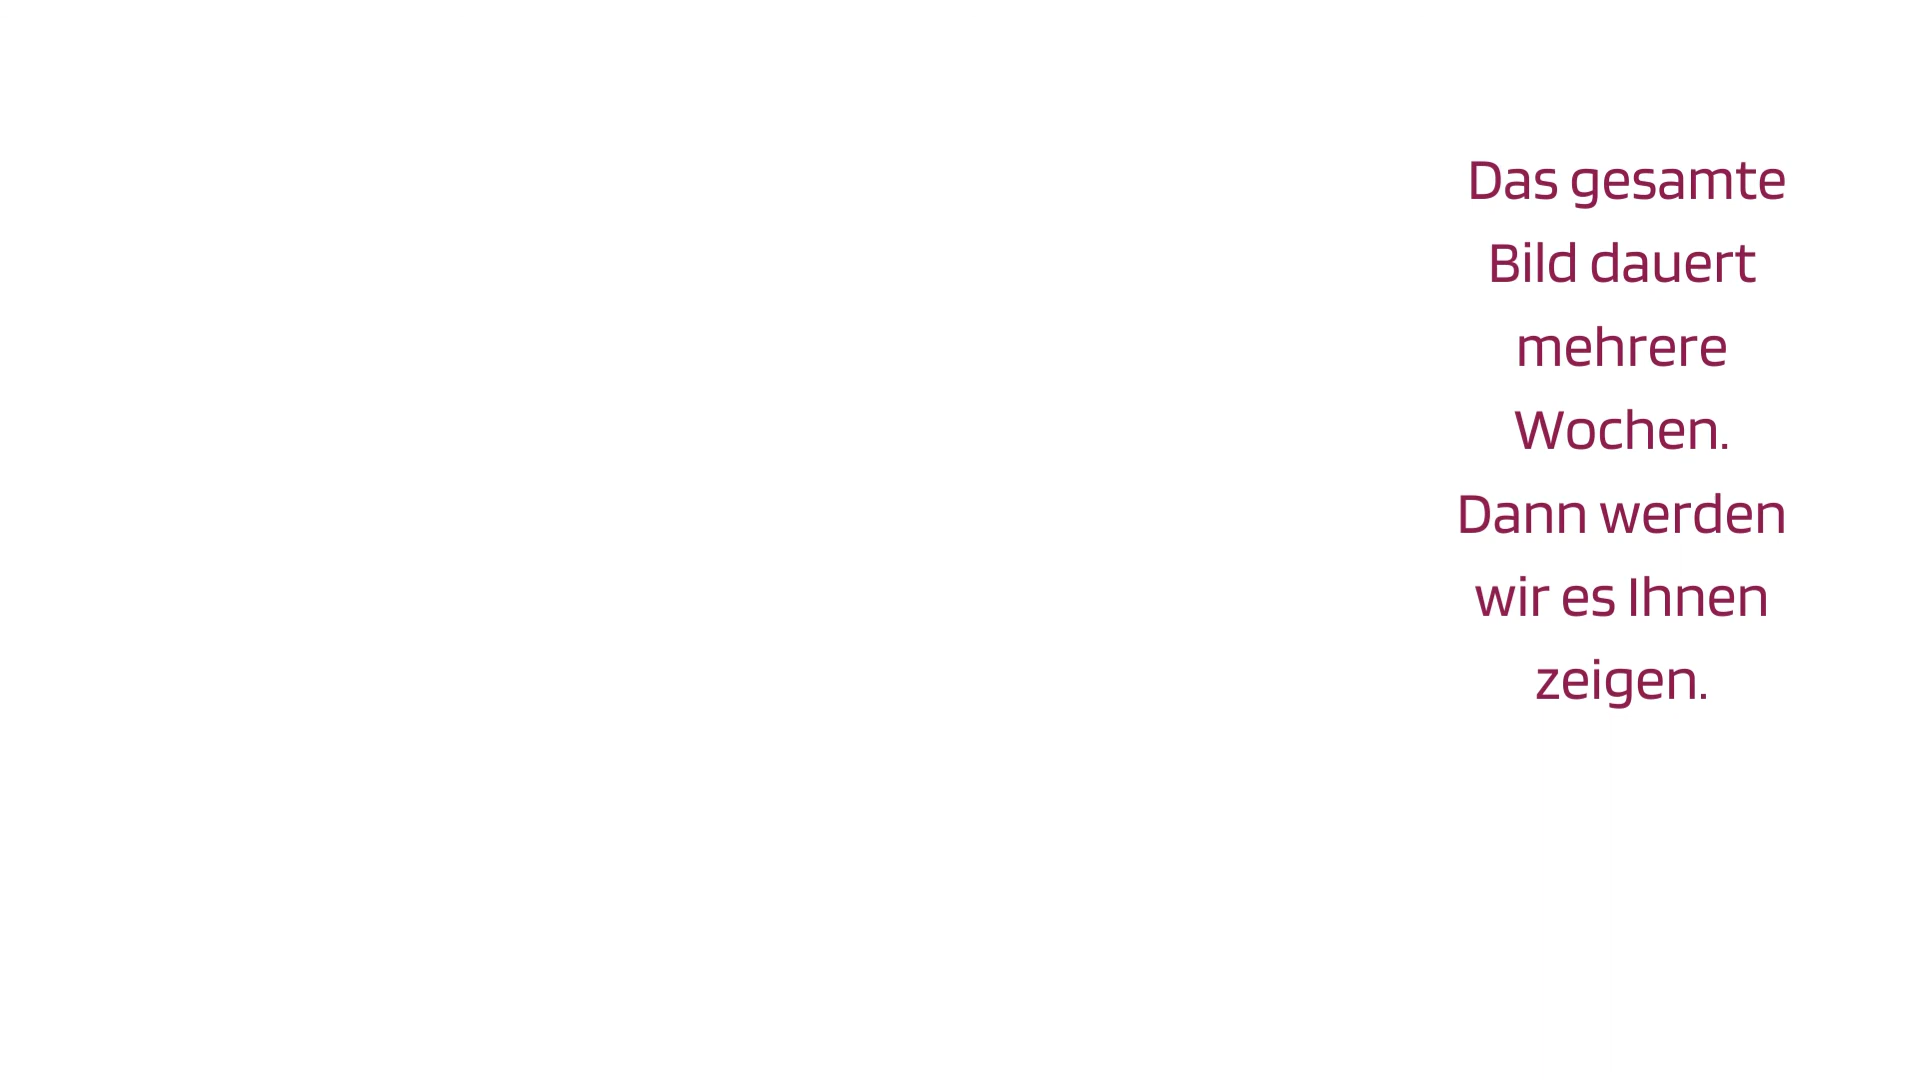 Das gesamte
Bild dauert
mehrere
Wochen.
Dann werden
wir es Ihnen
zeigen.